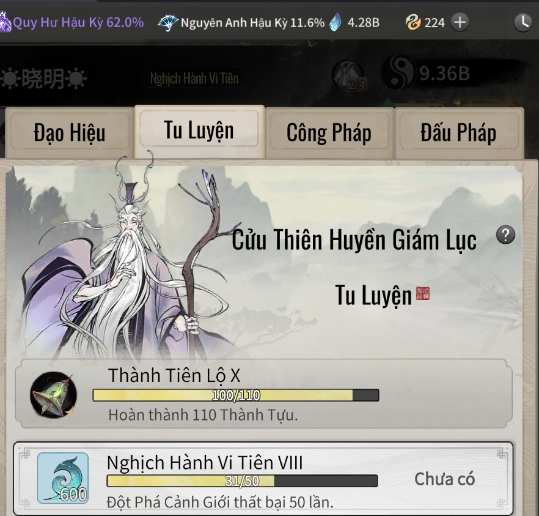 Quy Hư Hậu Kỳ 62.0% Nguyên Anh Hậu Kỳ 11.6% 4.28B 224 +
☀晓明☀ Nghịch Hành Vi Tiên 9.36B
Đạo Hiệu Tu Luyện Công Pháp Đấu Pháp
Cửu Thiên Huyền Giám Lục ?
Tu Luyện
Thành Tiên Lộ X
100/110
Hoàn thành 110 Thành Tựu.
Nghịch Hành Vi Tiên VIII
600 31/50 Chưa có
Đột Phá Cảnh Giới thất bại 50 lần.